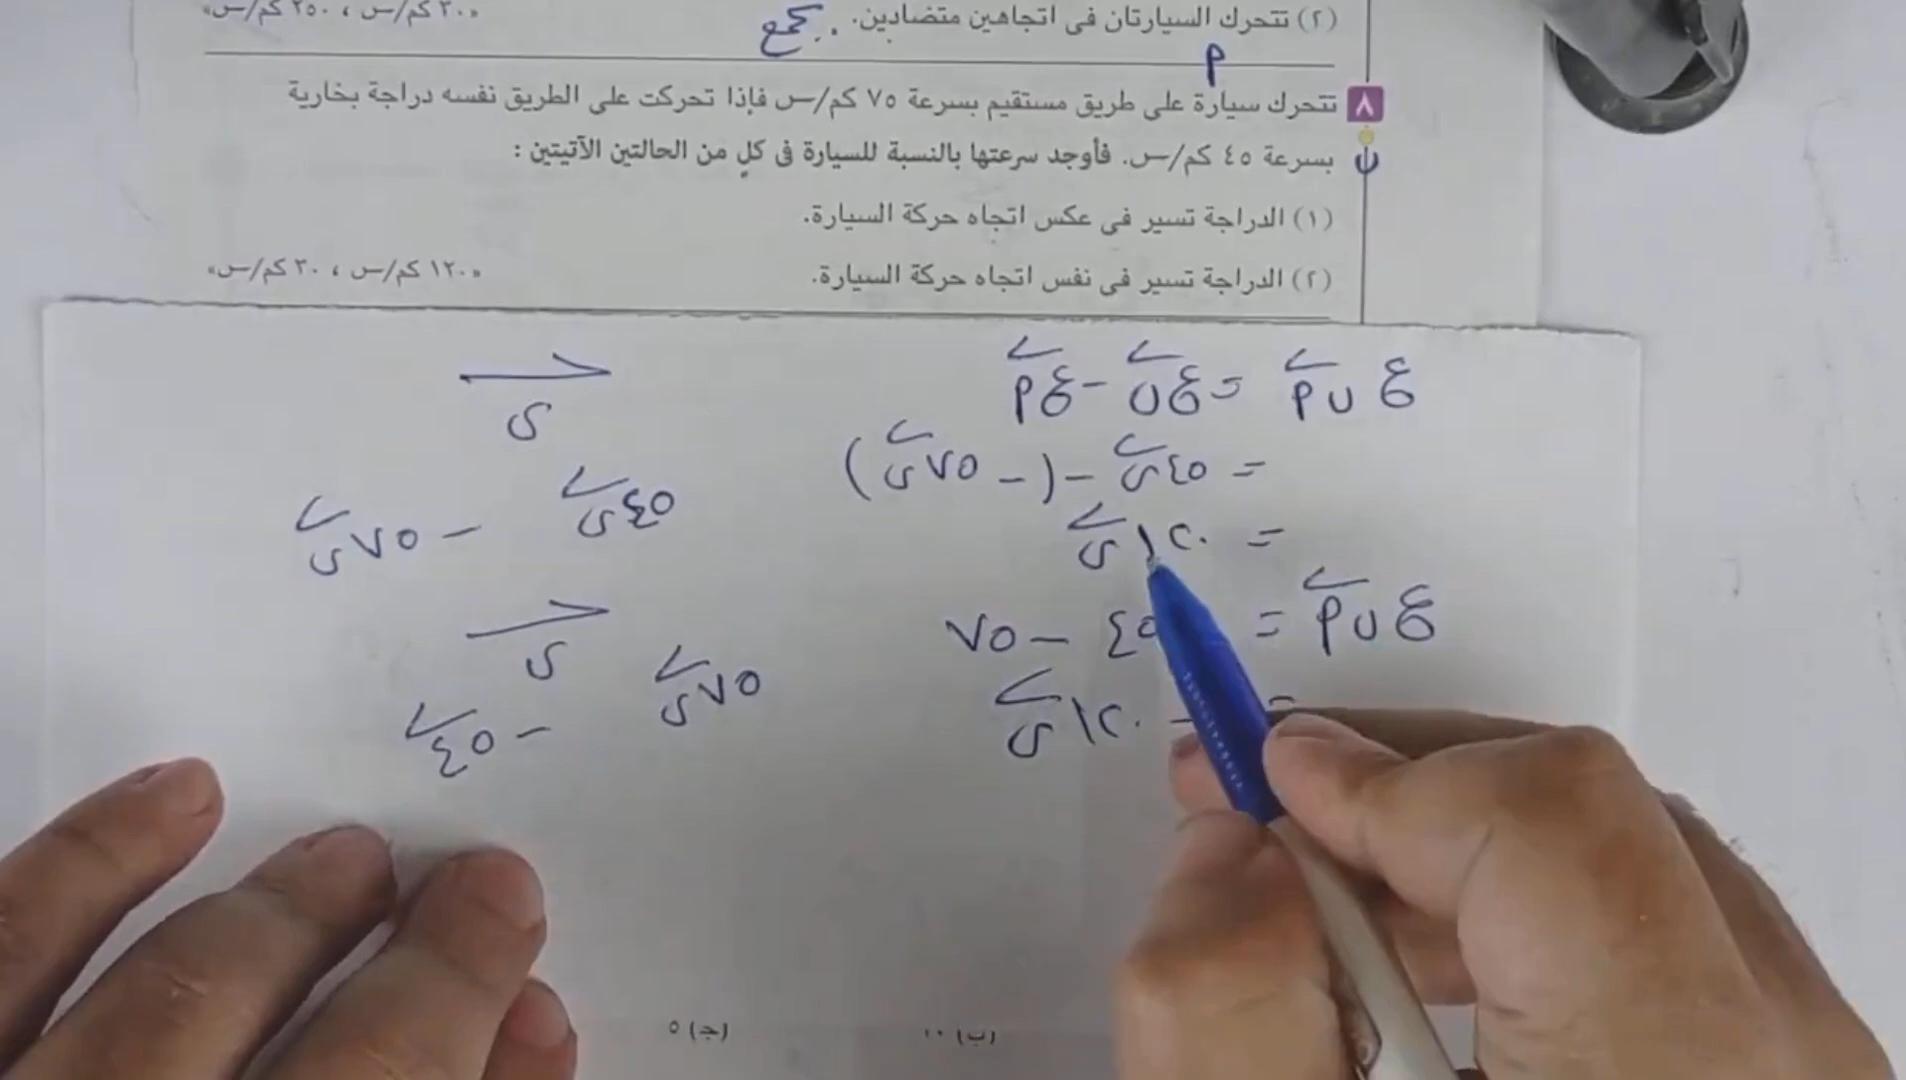 (٢) تتحرك السيارتان فى اتجاهين متضادين. يجمع «٣٠ كم/س ، ٢٥٠ كم/س»
٨ تتحرك سيارة على طريق مستقيم بسرعة ٧٥ كم/س فإذا تحركت على الطريق نفسه دراجة بخارية
بسرعة ٤٥ كم/س. فأوجد سرعتها بالنسبة للسيارة فى كلٍ من الحالتين الآتيتين :
(١) الدراجة تسير فى عكس اتجاه حركة السيارة.
(٢) الدراجة تسير فى نفس اتجاه حركة السيارة. «١٢٠ كم/س ، ٣٠ كم/س»
ع ب أ = ع ب - ع أ
= ٤٥ ى - (- ٧٥ ى)
= ١٢٠ ى
ع ب أ = - ٤٥ - ٧٥
= - ١٢٠ ى
ى
٤٥ ى
- ٧٥ ى
ى
٧٥ ى
- ٤٥
(ب) ١٠
(ج) ٥